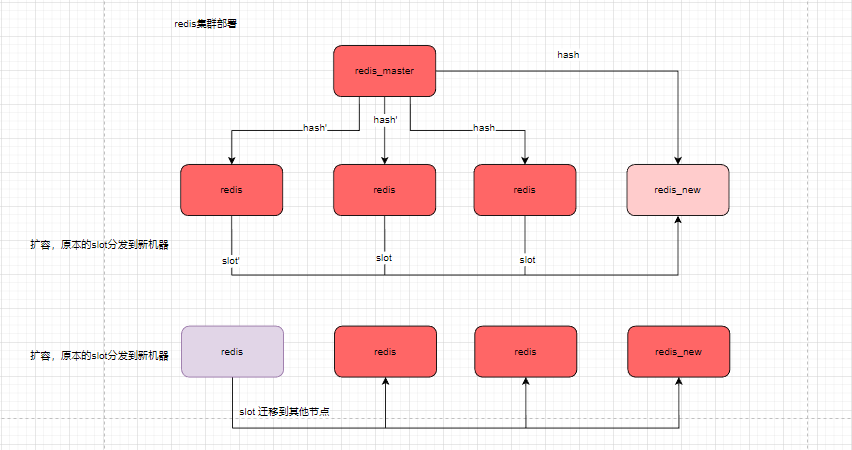 redis集群部署
hash
redis_master
hash'
hash'
hash
redis
redis
redis
redis_new
扩容，原本的slot分发到新机器
slot'
slot
slot
扩容，原本的slot分发到新机器
redis
redis
redis
redis_new
slot 迁移到其他节点